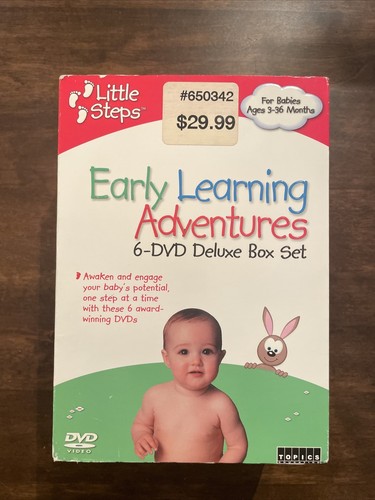 Little
Steps™
#650342
$29.99
For Babies
Ages 3-36 Months
Early Learning
Adventures
6-DVD Deluxe Box Set
Awaken and engage
your baby's potential,
one step at a time
with these 6 award-
winning DVDs
DVD
VIDEO
TOPICS